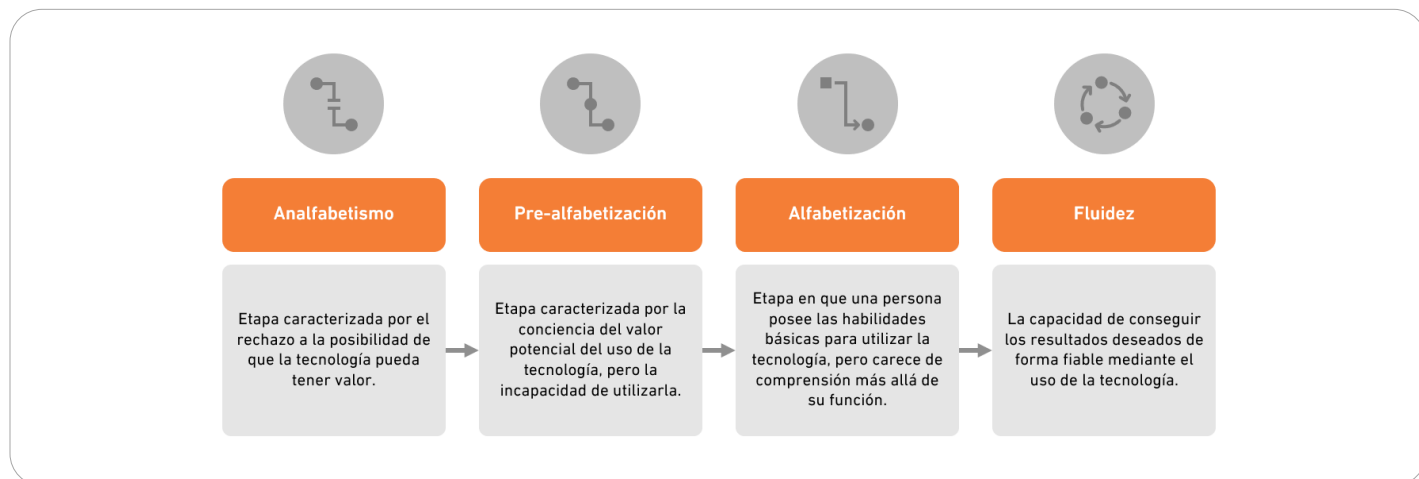 Analfabetismo
Pre-alfabetización
Alfabetización
Fluidez
Etapa caracterizada por el
rechazo a la posibilidad de
que la tecnología pueda
tener valor.
Etapa caracterizada por la
conciencia del valor
potencial del uso de la
tecnología, pero la
incapacidad de utilizarla.
Etapa en que una persona
posee las habilidades
básicas para utilizar la
tecnología, pero carece de
comprensión más allá de
su función.
La capacidad de conseguir
los resultados deseados de
forma fiable mediante el
uso de la tecnología.